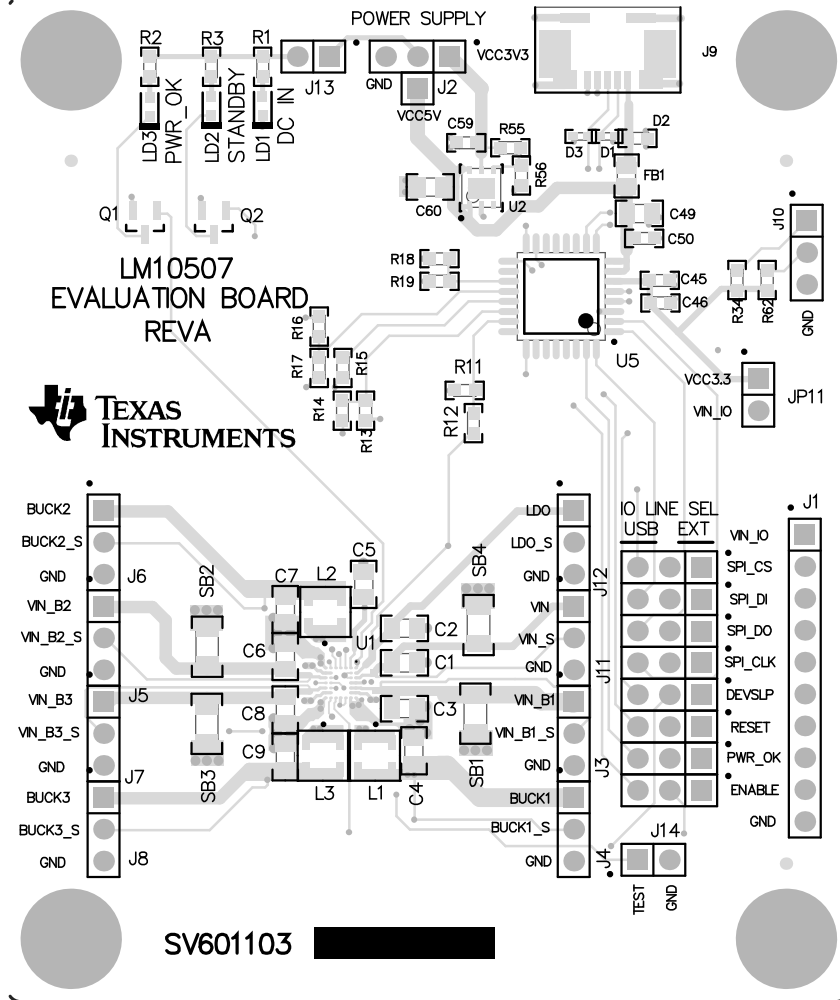 POWER SUPPLY
R2
R3
R1
J13
VCC3V3
J9
GND
J2
VCC5V
LD3
PWR_OK
LD2
STANDBY
LD1
DC IN
C59
R55
R56
D3
D1
D2
FB1
C60
U2
C49
C50
Q1
Q2
J10
GND
LM10507
EVALUATION BOARD
REVA
R18
R19
C45
C46
R34
R62
R16
R17
R15
R14
R13
U5
R11
R12
VCC3.3
VIN_IO
JP11
TEXAS
INSTRUMENTS
BUCK2
BUCK2_S
GND
J6
VIN_B2
VIN_B2_S
GND
J5
VIN_B3
VIN_B3_S
GND
J7
BUCK3
BUCK3_S
GND
J8
SB2
SB3
C7
L2
C5
C6
U1
C2
C1
C8
C3
C9
L3
L1
C4
SB4
SB1
LDO
LDO_S
GND
J12
VIN
VIN_S
GND
J11
VIN_B1
VIN_B1_S
GND
J3
BUCK1
BUCK1_S
GND
J4
IO LINE SEL
USB EXT
J1
VIN_IO
SPI_CS
SPI_DI
SPI_DO
SPI_CLK
DEVSLP
RESET
PWR_OK
ENABLE
GND
J14
TEST
GND
SV601103